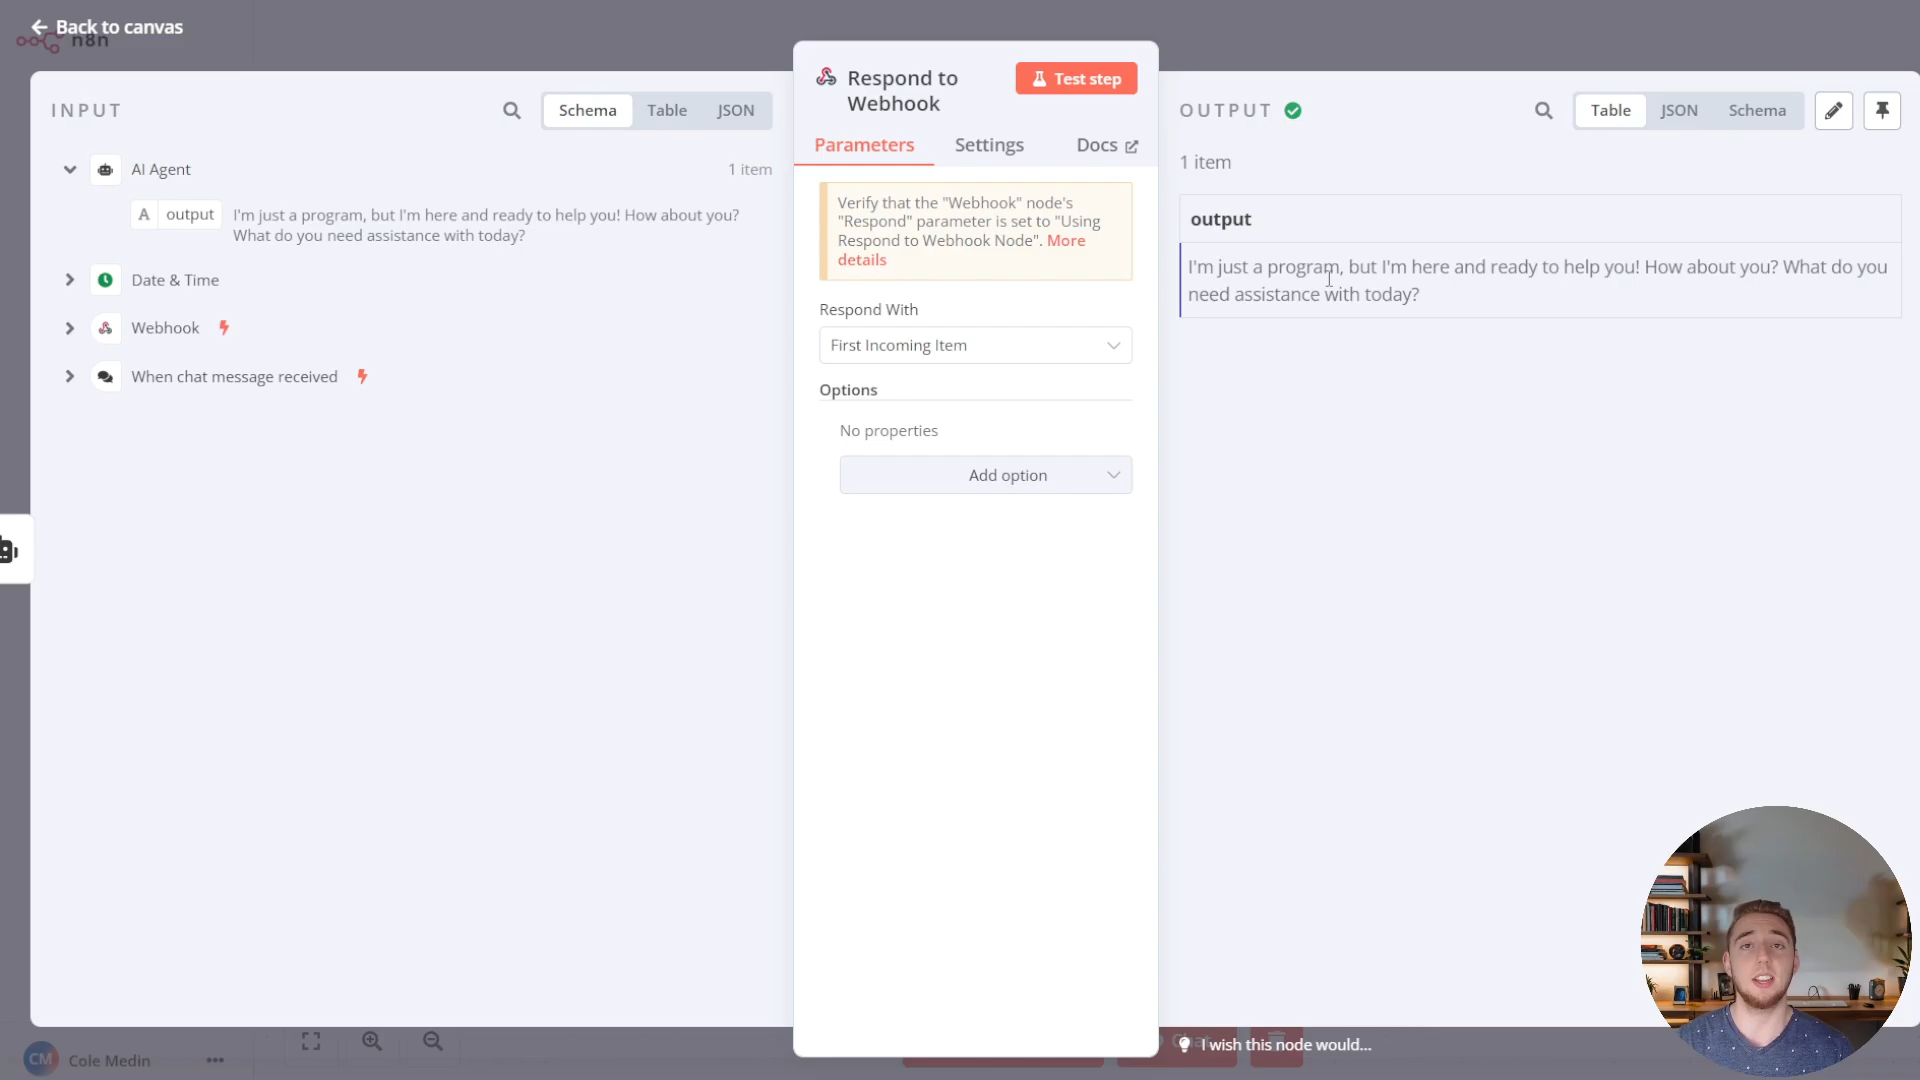 Back to canvas
n8n
INPUT
Schema
Table
JSON
AI Agent
1 item
A output
I'm just a program, but I'm here and ready to help you! How about you?
What do you need assistance with today?
Date & Time
Webhook
When chat message received
Respond to
Webhook
Test step
Parameters
Settings
Docs
Verify that the "Webhook" node's
"Respond" parameter is set to "Using
Respond to Webhook Node". More
details
Respond With
First Incoming Item
Options
No properties
Add option
OUTPUT
Table
JSON
Schema
1 item
output
I'm just a program, but I'm here and ready to help you! How about you? What do you
need assistance with today?
I wish this node would...
CM
Cole Medin